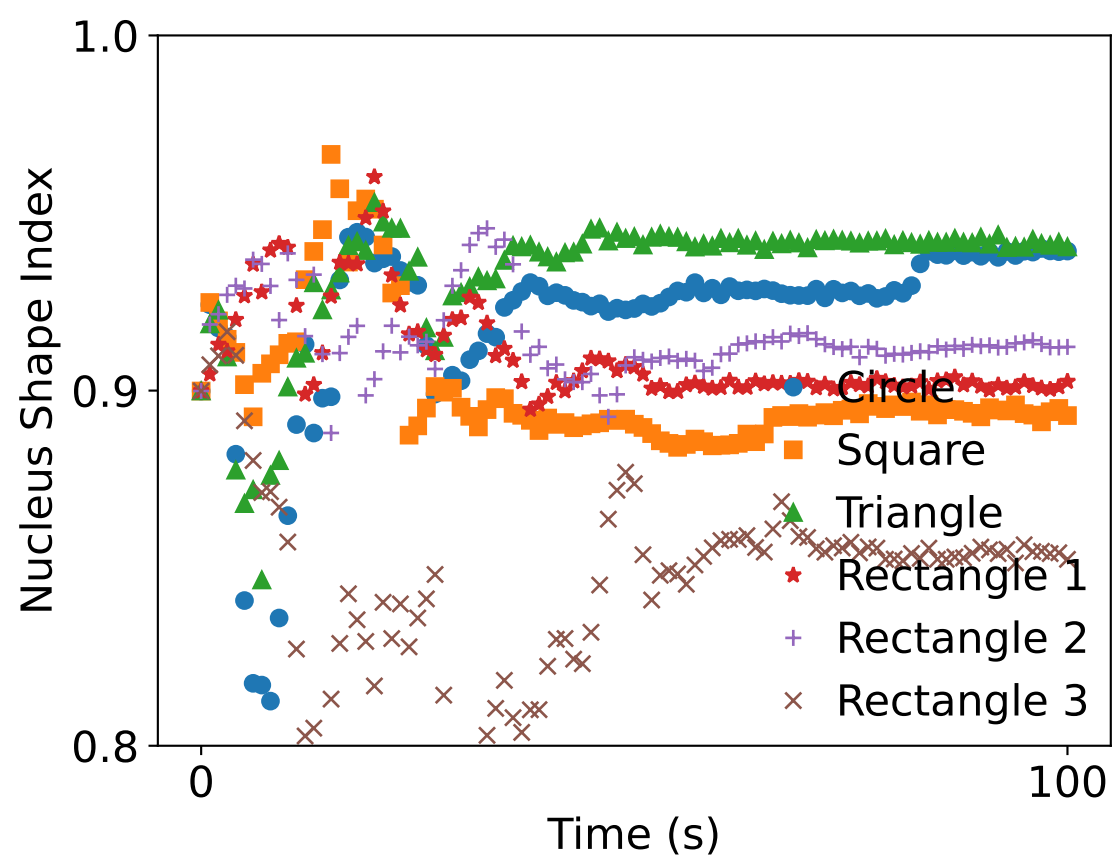 1.0
0.9
0.8
Nucleus Shape Index
Circle
Square
Triangle
Rectangle 1
Rectangle 2
Rectangle 3
0
100
Time (s)